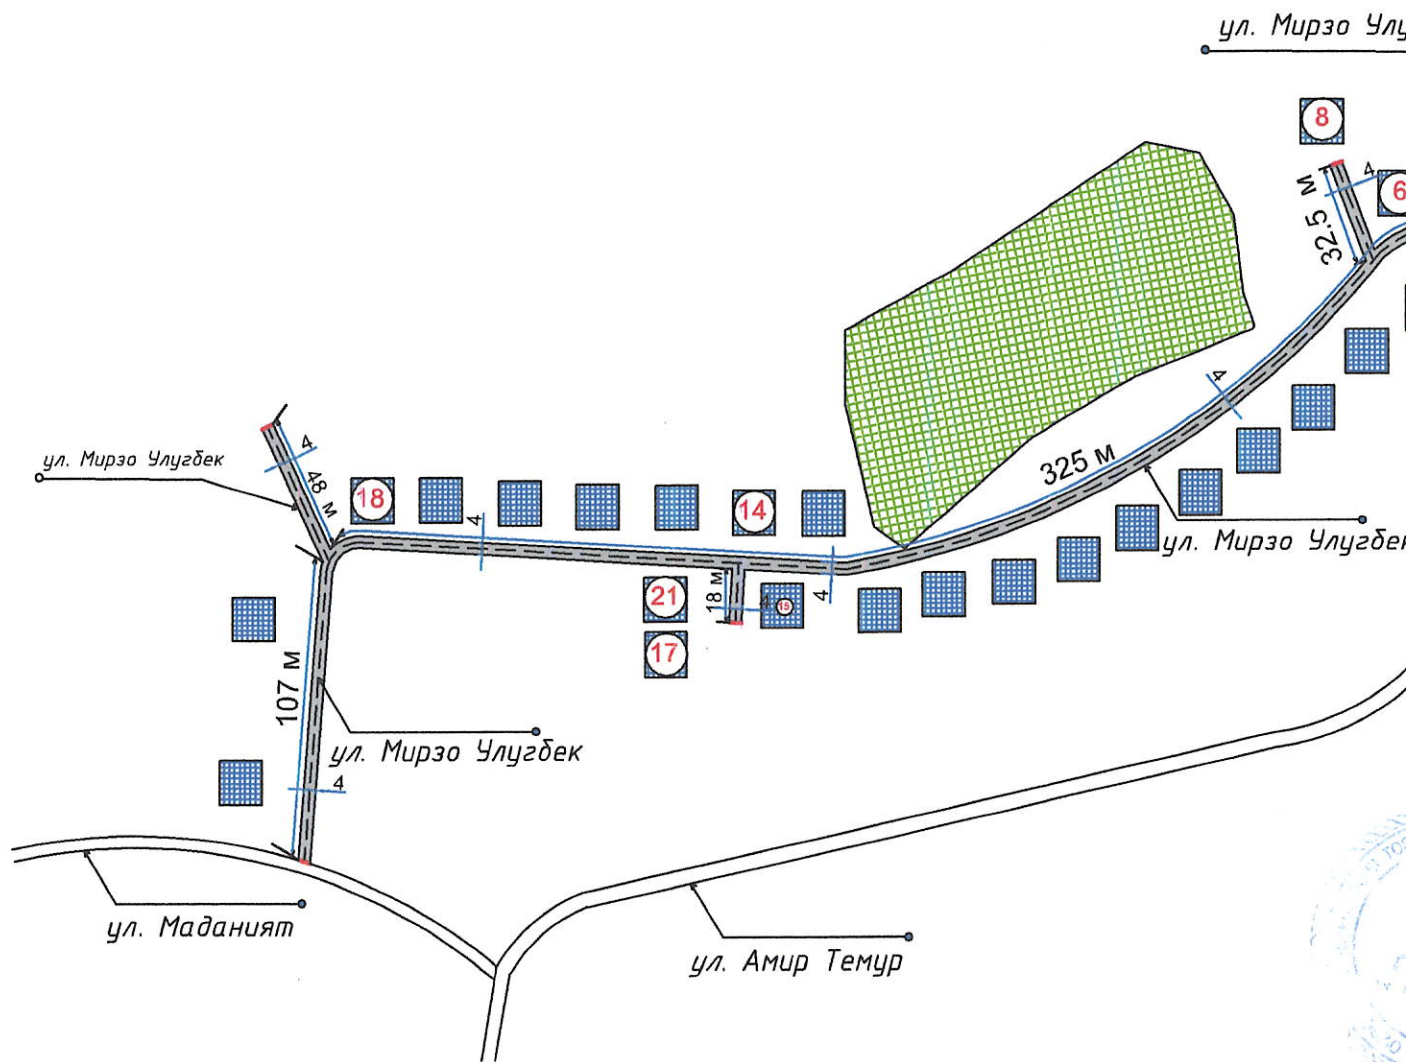 ул. Мирзо Улу
8
4
6
32.5 м
4
325 м
ул. Мирзо Улугбек
4
48 м
18
4
14
ул. Мирзо Улугбек
4
21
18 м
4
15
17
107 м
ул. Мирзо Улугбек
4
ул. Маданият
ул. Амир Темур